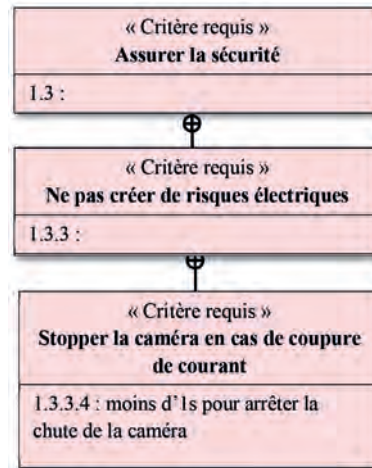 « Critère requis »
Assurer la sécurité
1.3 :
« Critère requis »
Ne pas créer de risques électriques
1.3.3 :
« Critère requis »
Stopper la caméra en cas de coupure
de courant
1.3.3.4 : moins d’1s pour arrêter la
chute de la caméra